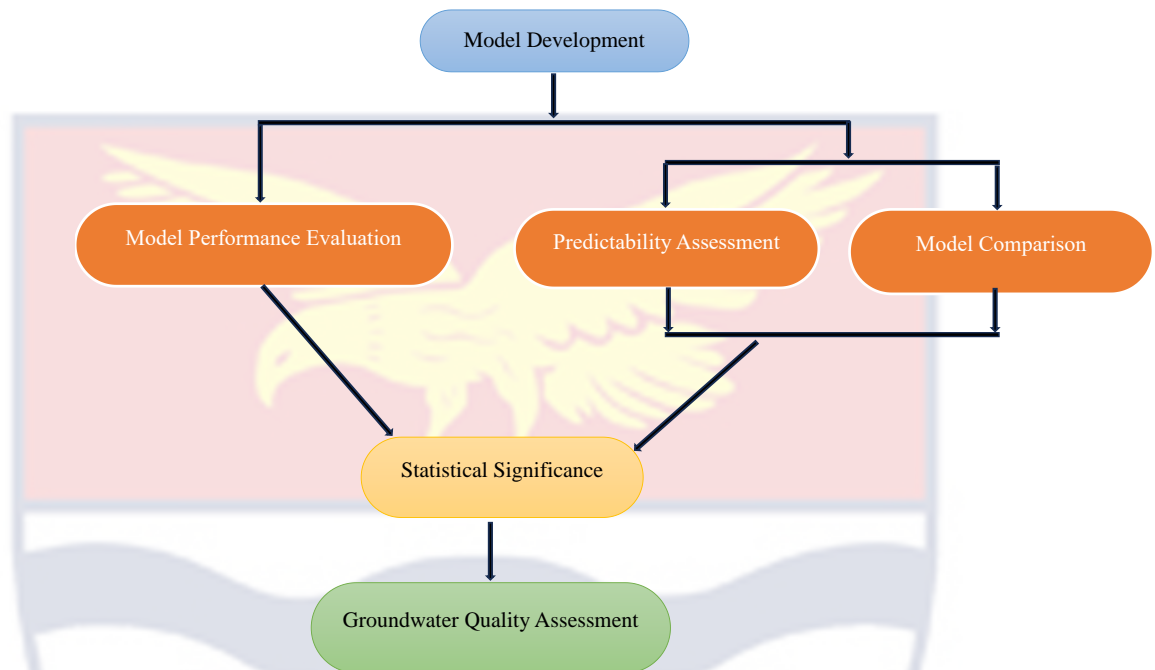 Model Development
Model Performance Evaluation
Predictability Assessment
Model Comparison
Statistical Significance
Groundwater Quality Assessment